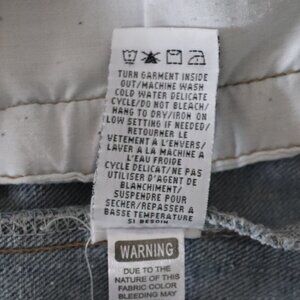 TURN GARMENT INSIDE
OUT/MACHINE WASH
COLD WATER DELICATE
CYCLE/DO NOT BLEACH/
HANG TO DRY/IRON ON
LOW SETTING IF NEEDED/
RETOURNER LE
VETEMENT À L'ENVERS/
LAVER A LA MACHINE A
L'EAU FROIDE
CYCLE DELICAT/NE PAS
UTILISER D'AGENT DE
BLANCHIMENT/
SUSPENDRE POUR
SECHER/REPASSER À
BASSE TEMPERATURE
SI BESOIN
WARNING
DUE TO THE
NATURE OF THIS
FABRIC COLOR
BLEEDING MAY